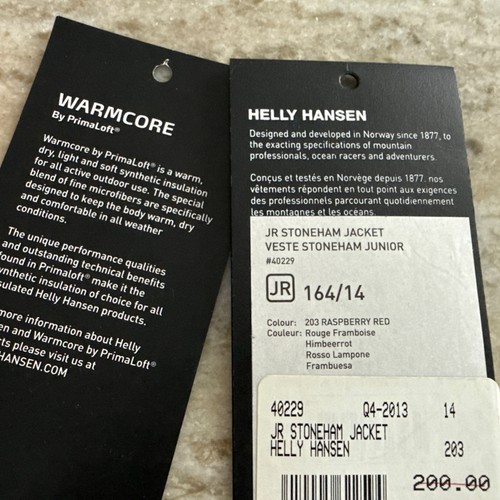 WARMCORE
By PrimaLoft®
Warmcore by PrimaLoft® is a warm,
dry, light and soft synthetic insulation
for all active outdoor use. The special
blend of fine microfibers are specifically
designed to keep the body warm, dry
and comfortable in all weather
conditions.
The unique performance qualities
and outstanding technical benefits
found in Primaloft® make it the
synthetic insulation of choice for all
sulated Helly Hansen products.
more information about Helly
en and Warmcore by PrimaLoft®
cts please visit us at
HANSEN.COM
HELLY HANSEN
Designed and developed in Norway since 1877, to
the exacting specifications of mountain
professionals, ocean racers and adventurers.
Conçus et testés en Norvège depuis 1877. nos
vêtements répondent en tout point aux exigences
des professionnels parcourant quotidiennement
les montagnes et les océans.
JR STONEHAM JACKET
VESTE STONEHAM JUNIOR
#40229
JR 164/14
Colour: 203 RASPBERRY RED
Couleur: Rouge Framboise
Himbeerrot
Rosso Lampone
Frambuesa
40229 Q4-2013 14
JR STONEHAM JACKET
HELLY HANSEN 203
200.00